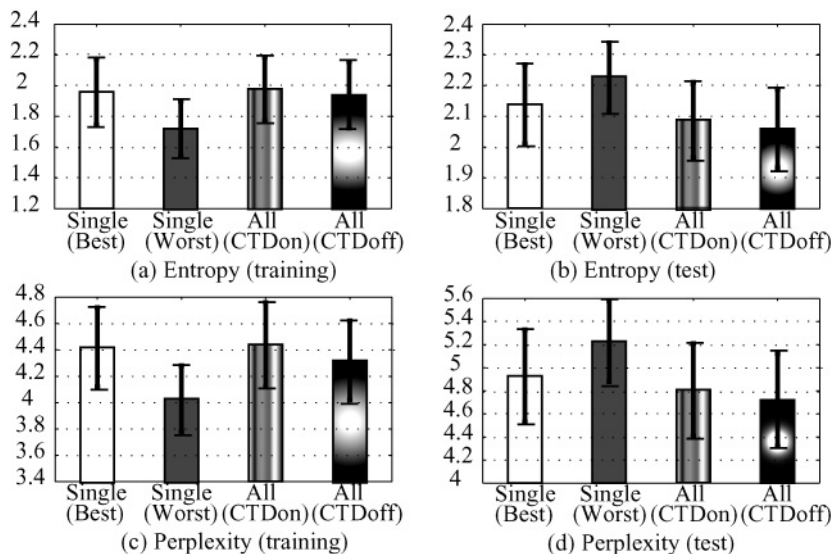 2.4
2.2
2
1.8
1.6
1.4
1.2
Single Single All All
(Best) (Worst) (CTDon) (CTDoff)
(a) Entropy (training)
2.4
2.3
2.2
2.1
2
1.9
1.8
Single Single All All
(Best) (Worst) (CTDon) (CTDoff)
(b) Entropy (test)
4.8
4.6
4.4
4.2
4
3.8
3.6
3.4
Single Single All All
(Best) (Worst) (CTDon) (CTDoff)
(c) Perplexity (training)
5.6
5.4
5.2
5
4.8
4.6
4.4
4.2
4
Single Single All All
(Best) (Worst) (CTDon) (CTDoff)
(d) Perplexity (test)